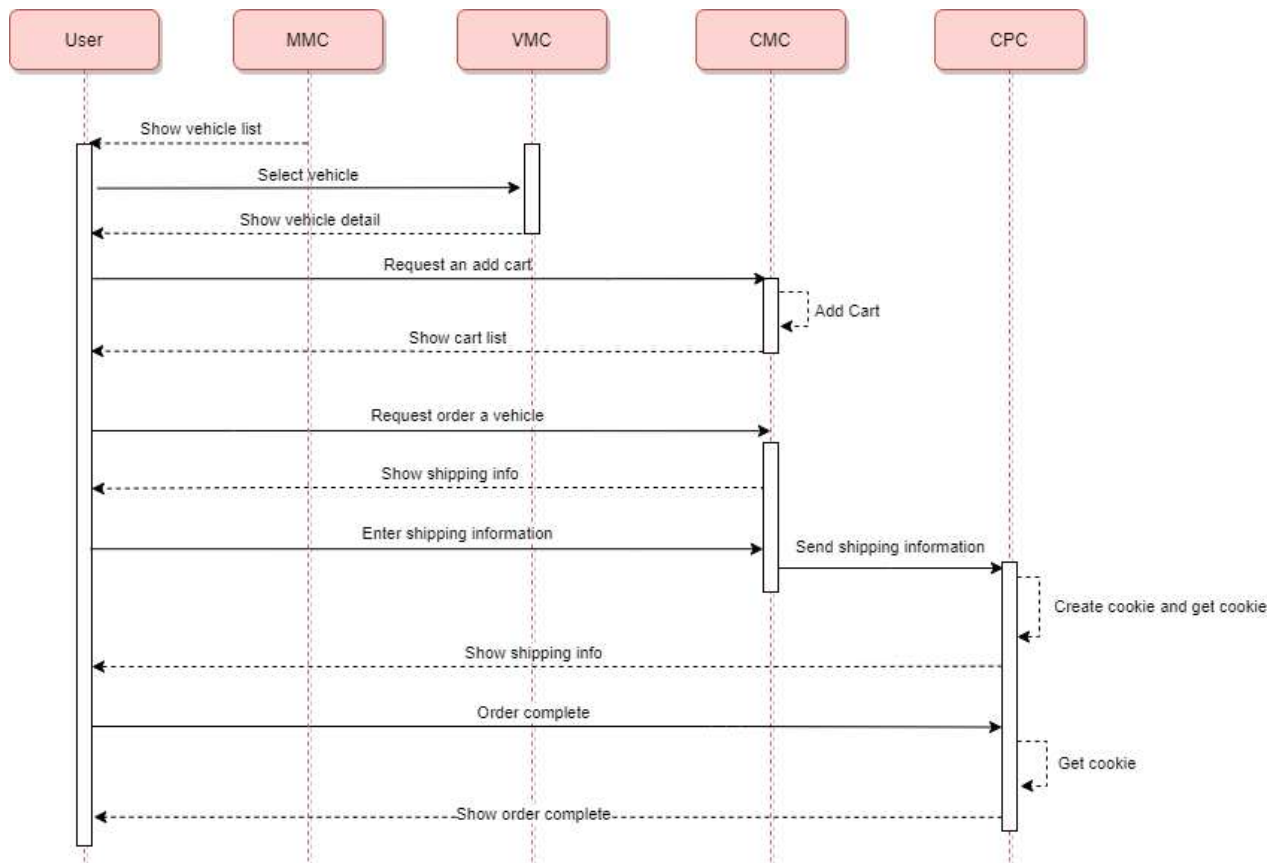 User
MMC
VMC
CMC
CPC
Show vehicle list
Select vehicle
Show vehicle detail
Request an add cart
Add Cart
Show cart list
Request order a vehicle
Show shipping info
Enter shipping information
Send shipping information
Create cookie and get cookie
Show shipping info
Order complete
Get cookie
Show order complete